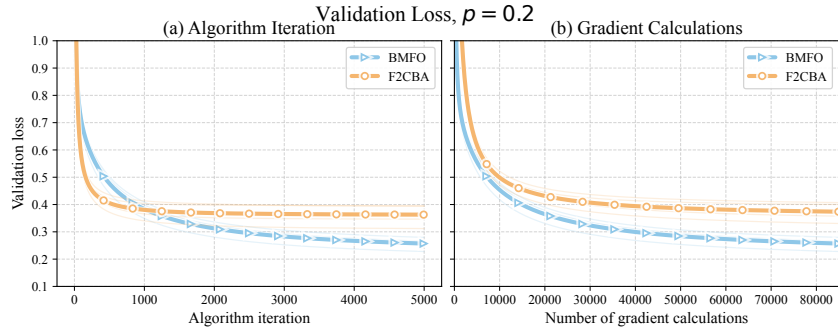 Validation Loss, p = 0.2
(a) Algorithm Iteration
(b) Gradient Calculations
Validation loss
1.0
0.9
0.8
0.7
0.6
0.5
0.4
0.3
0.2
0.1
BMFO
F2CBA
0 1000 2000 3000 4000 5000
Algorithm iteration
BMFO
F2CBA
0 10000 20000 30000 40000 50000 60000 70000 80000
Number of gradient calculations